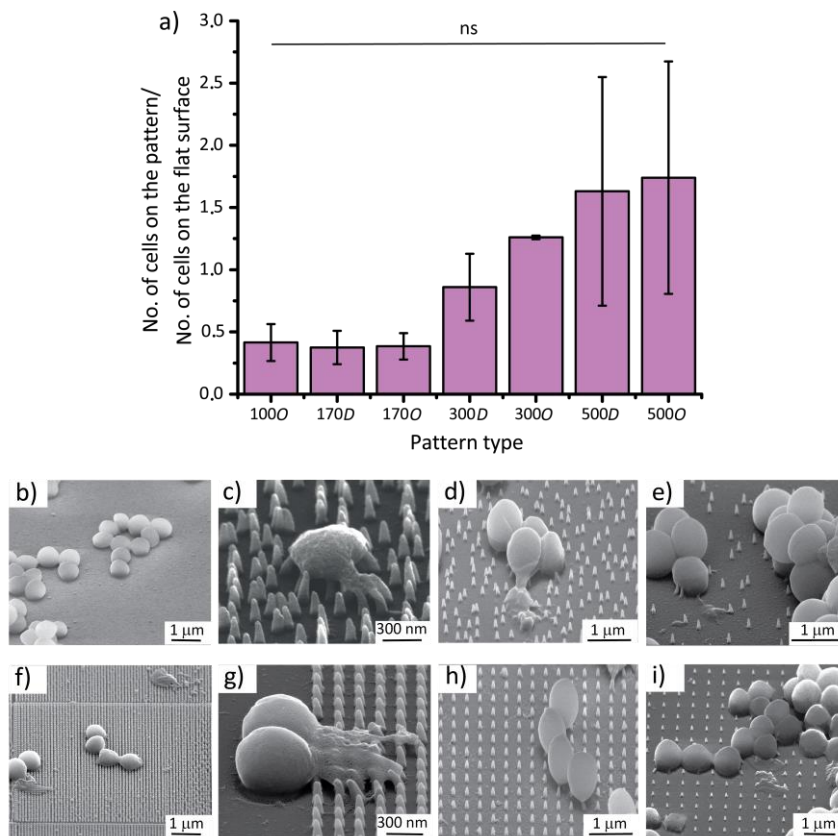 a)
ns
3.0
2.5
2.0
1.5
1.0
0.5
0.0
No. of cells on the pattern/
No. of cells on the flat surface
100O 170D 170O 300D 300O 500D 500O
Pattern type
b) c) d) e)
1 μm 300 nm 1 μm 1 μm
f) g) h) i)
1 μm 300 nm 1 μm 1 μm